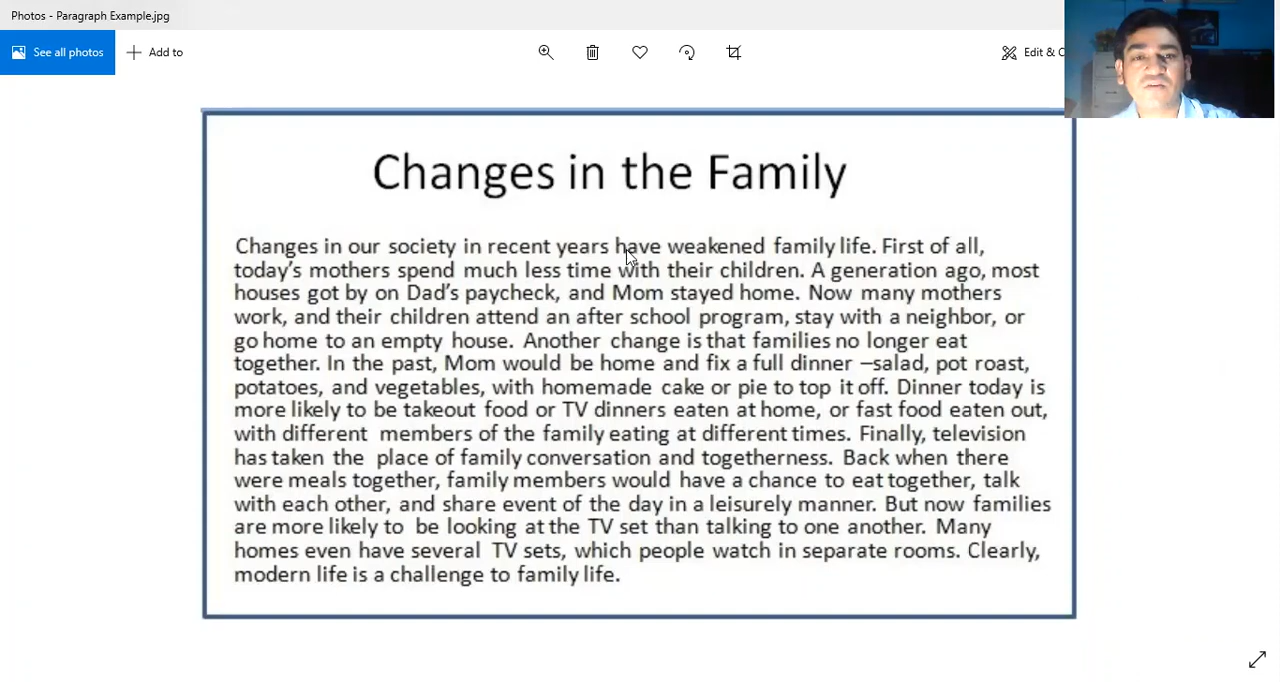 Photos - Paragraph Example.jpg
See all photos
Add to
Edit & C
Changes in the Family
Changes in our society in recent years have weakened family life. First of all,
today's mothers spend much less time with their children. A generation ago, most
houses got by on Dad's paycheck, and Mom stayed home. Now many mothers
work, and their children attend an after school program, stay with a neighbor, or
go home to an empty house. Another change is that families no longer eat
together. In the past, Mom would be home and fix a full dinner –salad, pot roast,
potatoes, and vegetables, with homemade cake or pie to top it off. Dinner today is
more likely to be takeout food or TV dinners eaten at home, or fast food eaten out,
with different members of the family eating at different times. Finally, television
has taken the place of family conversation and togetherness. Back when there
were meals together, family members would have a chance to eat together, talk
with each other, and share event of the day in a leisurely manner. But now families
are more likely to be looking at the TV set than talking to one another. Many
homes even have several TV sets, which people watch in separate rooms. Clearly,
modern life is a challenge to family life.